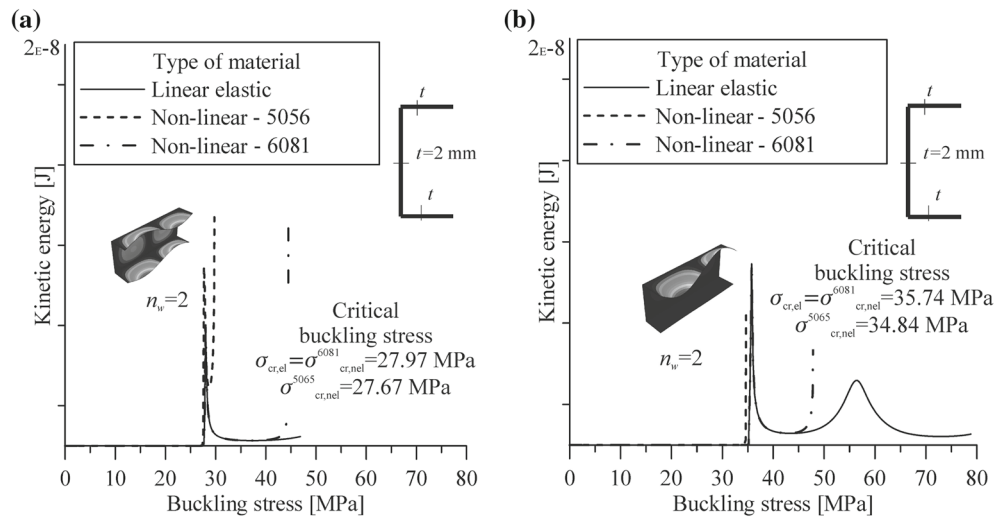 (a)
2E-8
Type of material
Linear elastic
Non-linear - 5056
Non-linear - 6081
t
t=2 mm
t
Kinetic energy [J]
nw=2
Critical
buckling stress
σcr,el=σ6081cr,nel=27.97 MPa
σ5065cr,nel=27.67 MPa
0 10 20 30 40 50 60 70 80
Buckling stress [MPa]
(b)
2E-8
Type of material
Linear elastic
Non-linear - 5056
Non-linear - 6081
t
t=2 mm
t
Kinetic energy [J]
nw=2
Critical
buckling stress
σcr,el=σ6081cr,nel=35.74 MPa
σ5065cr,nel=34.84 MPa
0 10 20 30 40 50 60 70 80
Buckling stress [MPa]